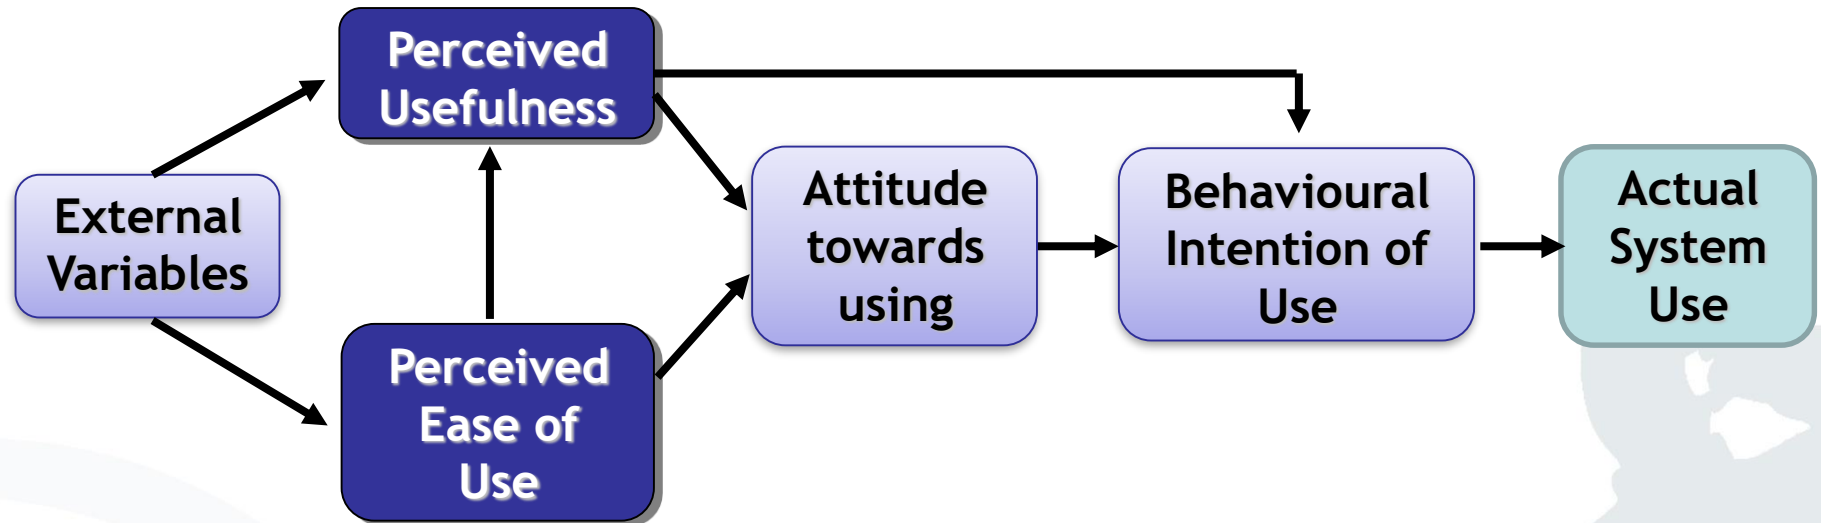 Perceived
Usefulness
External
Variables
Perceived
Ease of
Use
Attitude
towards
using
Behavioural
Intention of
Use
Actual
System
Use